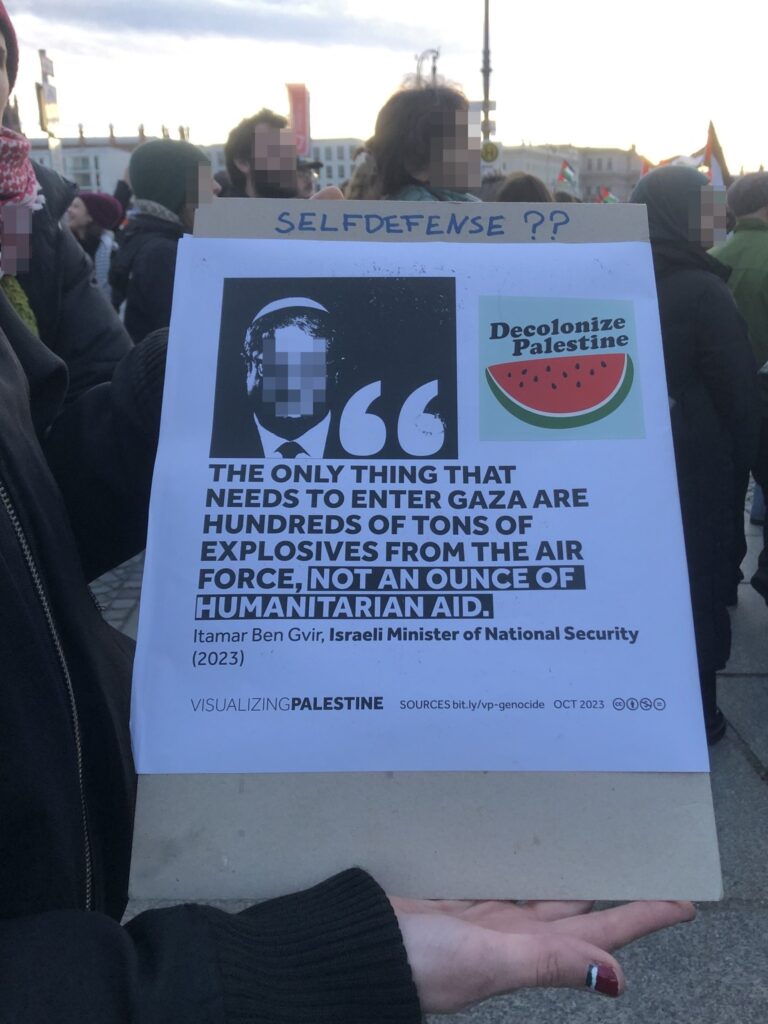 SELFDEFENSE ??
Decolonize
Palestine
“
THE ONLY THING THAT
NEEDS TO ENTER GAZA ARE
HUNDREDS OF TONS OF
EXPLOSIVES FROM THE AIR
FORCE, NOT AN OUNCE OF
HUMANITARIAN AID.
Itamar Ben Gvir, Israeli Minister of National Security
(2023)
VISUALIZINGPALESTINE SOURCES bit.ly/vp-genocide OCT 2023